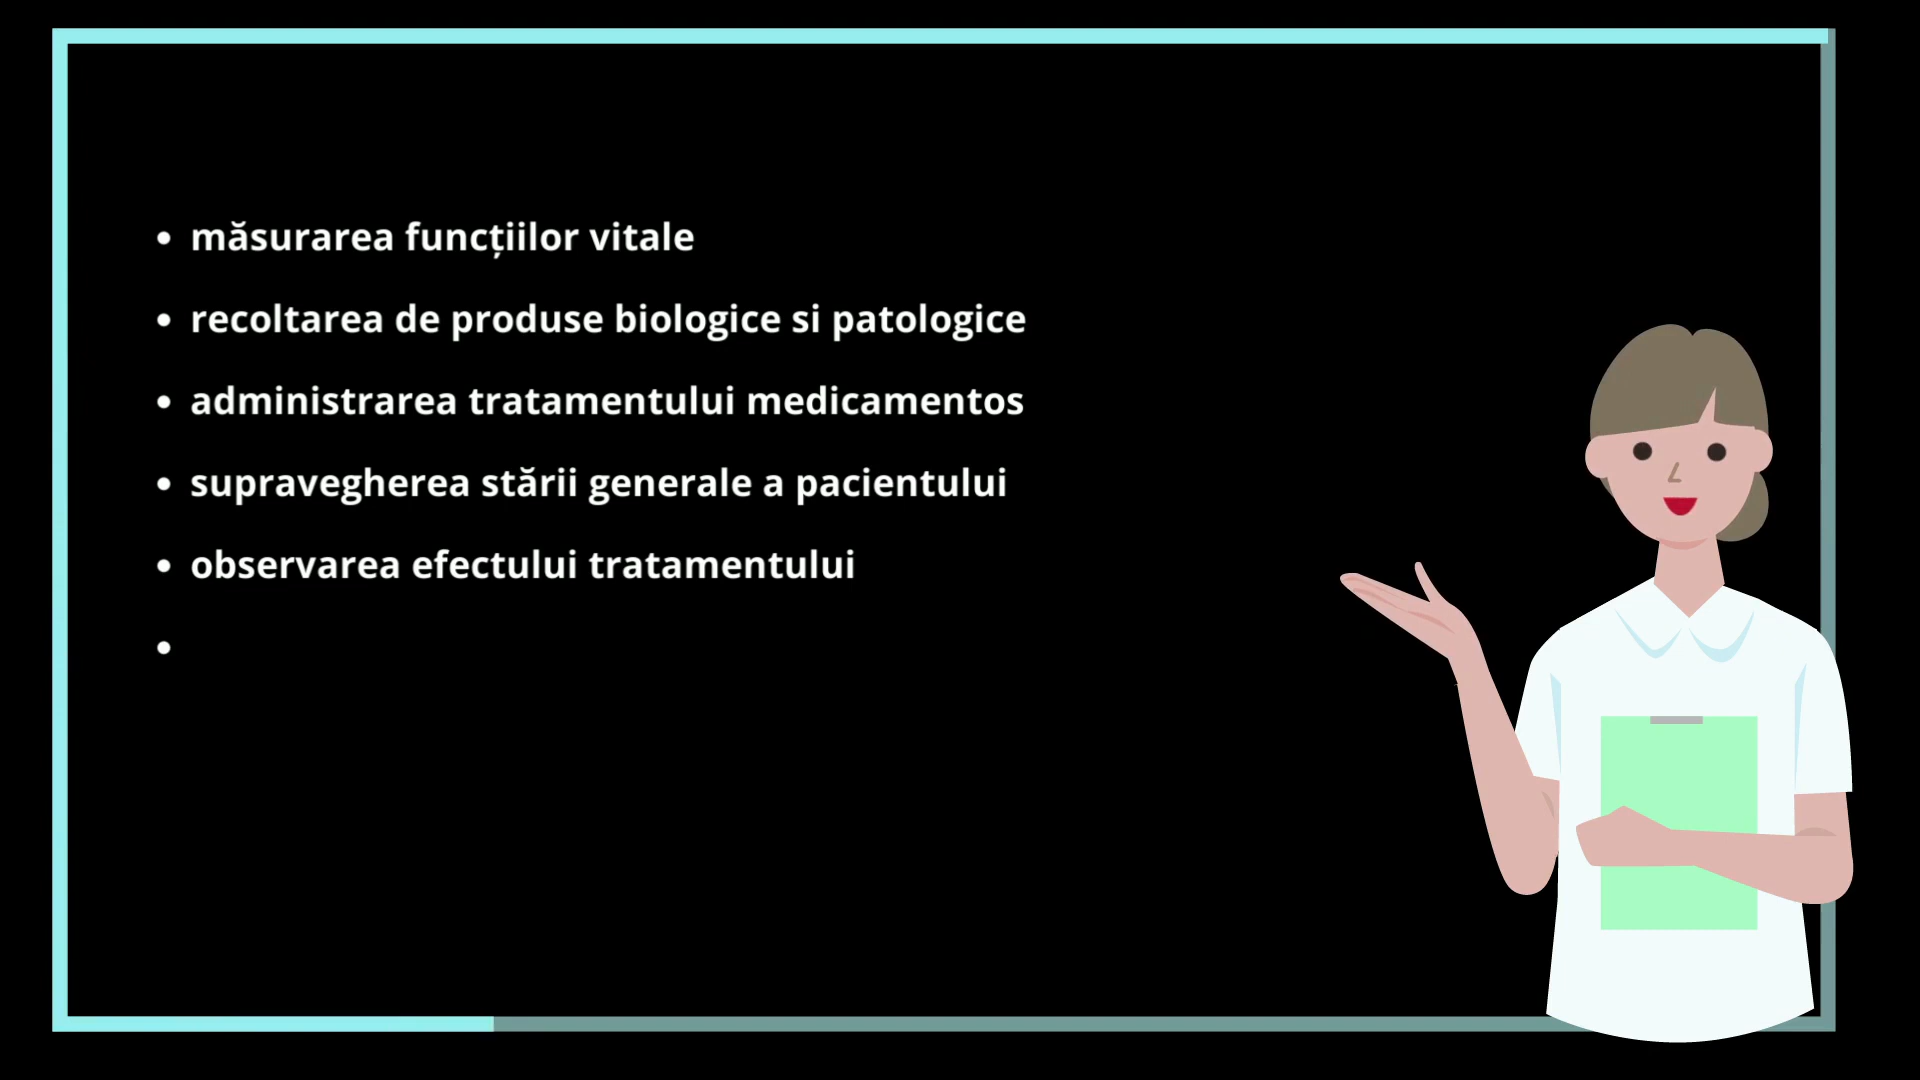 • măsurarea funcțiilor vitale
• recoltarea de produse biologice si patologice
• administrarea tratamentului medicamentos
• supravegherea stării generale a pacientului
• observarea efectului tratamentului
•